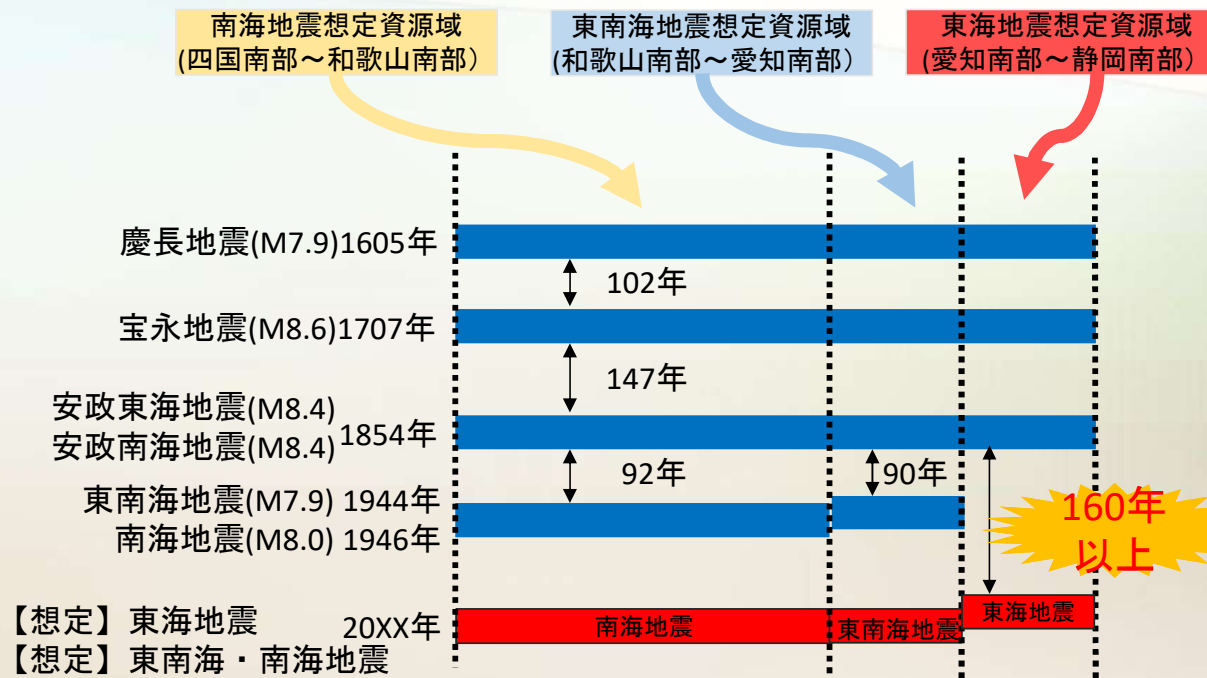 南海地震想定資源域
(四国南部～和歌山南部）
東南海地震想定資源域
(和歌山南部～愛知南部）
東海地震想定資源域
(愛知南部～静岡南部）
慶長地震(M7.9)1605年
102年
宝永地震(M8.6)1707年
147年
安政東海地震(M8.4)
安政南海地震(M8.4)
1854年
92年
90年
東南海地震(M7.9) 1944年
南海地震(M8.0) 1946年
160年
以上
【想定】東海地震
【想定】東南海・南海地震
20XX年
南海地震
東南海地震
東海地震